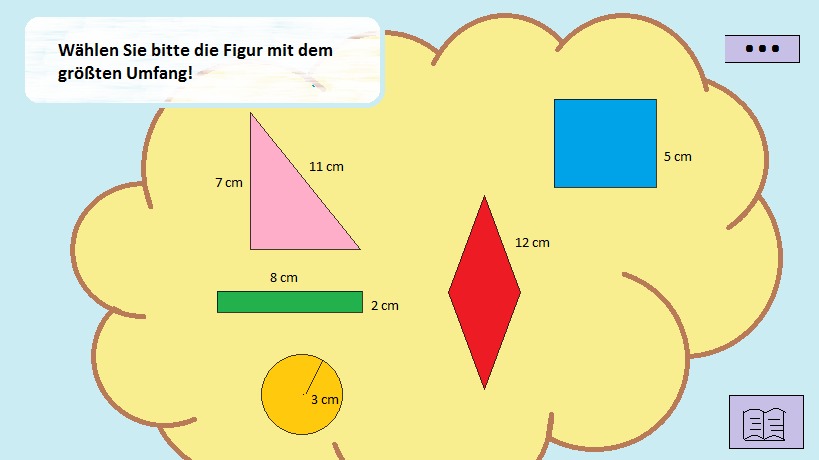 Wählen Sie bitte die Figur mit dem
größten Umfang!
7 cm
11 cm
5 cm
12 cm
8 cm
2 cm
3 cm